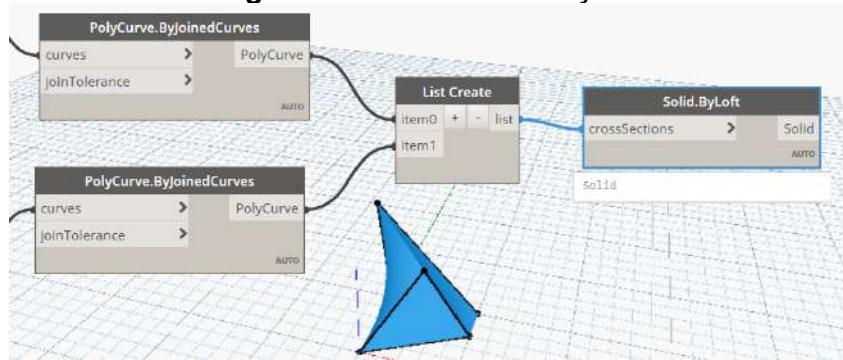 PolyCurve.ByJoinedCurves
curves > PolyCurve
joinTolerance >
AUTO
List Create
item0 + - list
item1
Solid.ByLoft
crossSections > Solid
AUTO
Solid
PolyCurve.ByJoinedCurves
curves > PolyCurve
joinTolerance >
AUTO